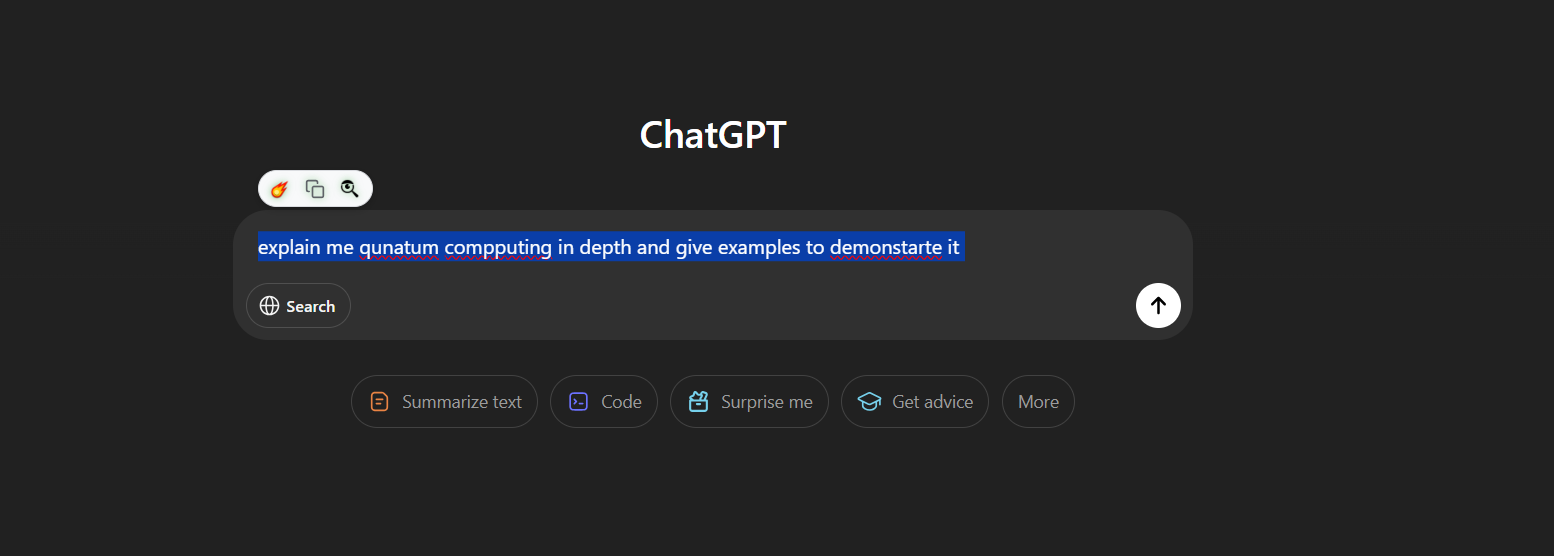 ChatGPT
explain me qunatum compputing in depth and give examples to demonstarte it
Search
Summarize text
Code
Surprise me
Get advice
More